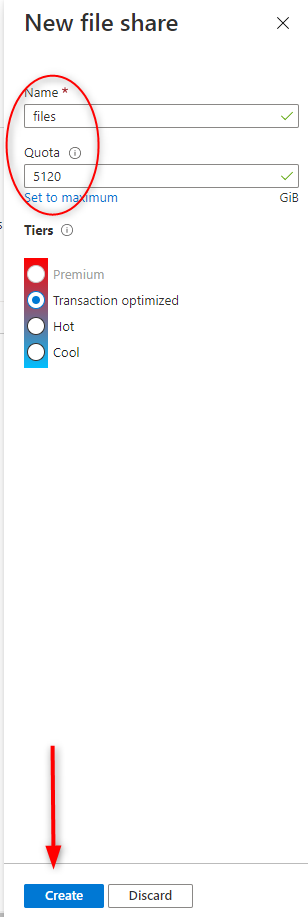 New file share
Name *
files
Quota
5120
Set to maximum GiB
Tiers
Premium
Transaction optimized
Hot
Cool
Create Discard